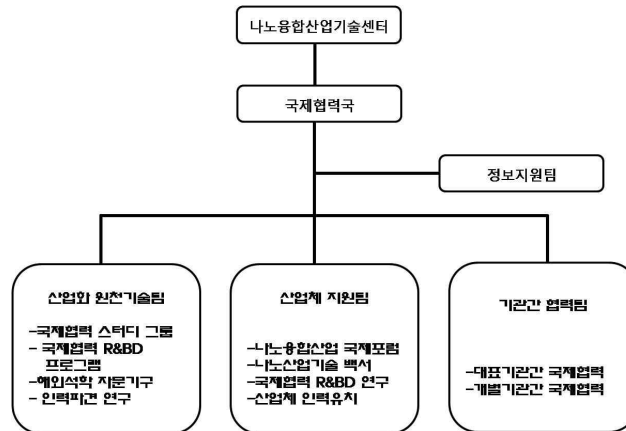 나노융합산업기술센터
국제협력국
정보지원팀
산업화 원천기술팀
-국제협력 스터디 그룹
- 국제협력 R&BD
프로그램
-해외석학 자문기구
- 인력파견 연구
산업체 지원팀
-나노융합산업 국제포럼
-나노산업기술 백서
-국제협력 R&BD 연구
-산업체 인력유치
기관간 협력팀
-대표기관간 국제협력
-개별기관간 국제협력